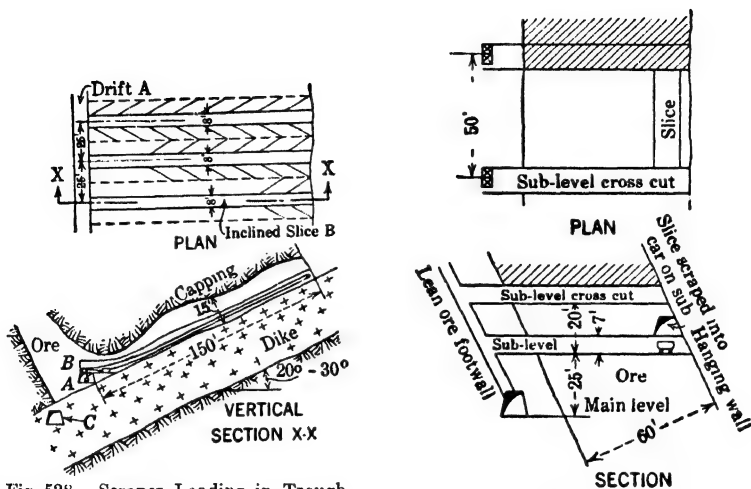 Drift A
25'
25'
8'
8'
8'
X
X
PLAN
Inclined Slice B
Capping
15'
150'
Ore
Dike
B
A
C
20º - 30º
VERTICAL
SECTION X-X
Fig. 528. Scraper Loading in Trough
50'
Slice
Sub-level cross cut
PLAN
Lean ore footwall
Sub-level cross cut
20'
7'
Sub-level
25'
Ore
Main level
60'
Slice scraped into
car on sub
Hanging wall
SECTION